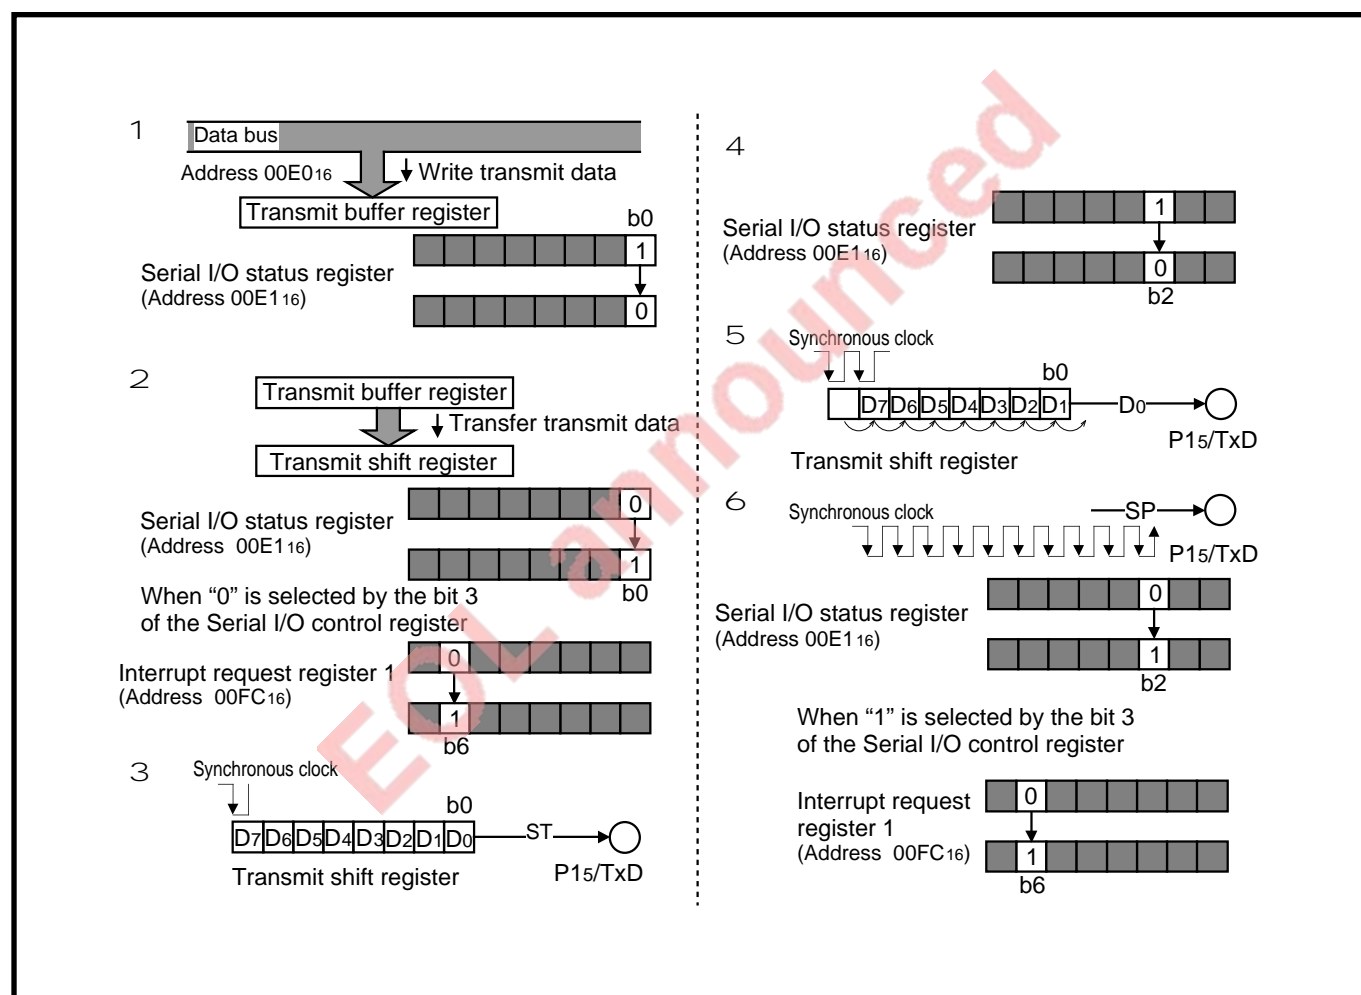 1
Data bus
Address 00E016
Write transmit data
Transmit buffer register
b0
1
Serial I/O status register
(Address 00E116)
0
2
Transmit buffer register
Transfer transmit data
Transmit shift register
0
Serial I/O status register
(Address 00E116)
1
b0
When “0” is selected by the bit 3
of the Serial I/O control register
0
Interrupt request register 1
(Address 00FC16)
1
b6
3
Synchronous clock
b0
D7 D6 D5 D4 D3 D2 D1 D0 ST
Transmit shift register
P15/TxD
4
1
Serial I/O status register
(Address 00E116)
0
b2
5
Synchronous clock
b0
D7 D6 D5 D4 D3 D2 D1 D0
P15/TxD
Transmit shift register
6
Synchronous clock
SP
P15/TxD
0
Serial I/O status register
(Address 00E116)
1
b2
When “1” is selected by the bit 3
of the Serial I/O control register
0
Interrupt request
register 1
(Address 00FC16)
1
b6
EOL announced